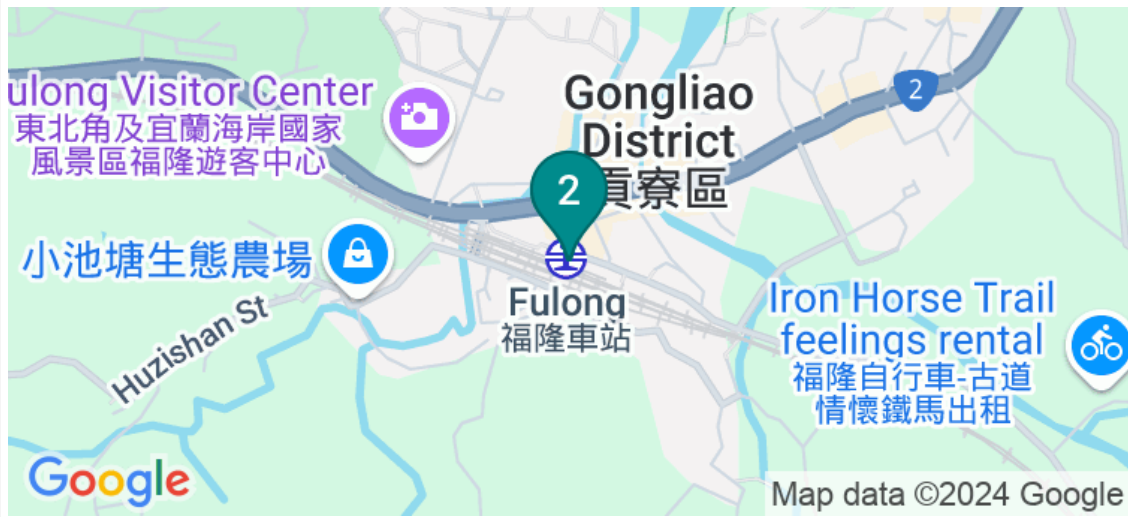 ulong Visitor Center
東北角及宜蘭海岸國家
風景區福隆遊客中心
Gongliao
District
貢寮區
2
2
小池塘生態農場
Huzishan St
Fulong
福隆車站
Iron Horse Trail
feelings rental
福隆自行車-古道
情懷鐵馬出租
Google
Map data ©2024 Google